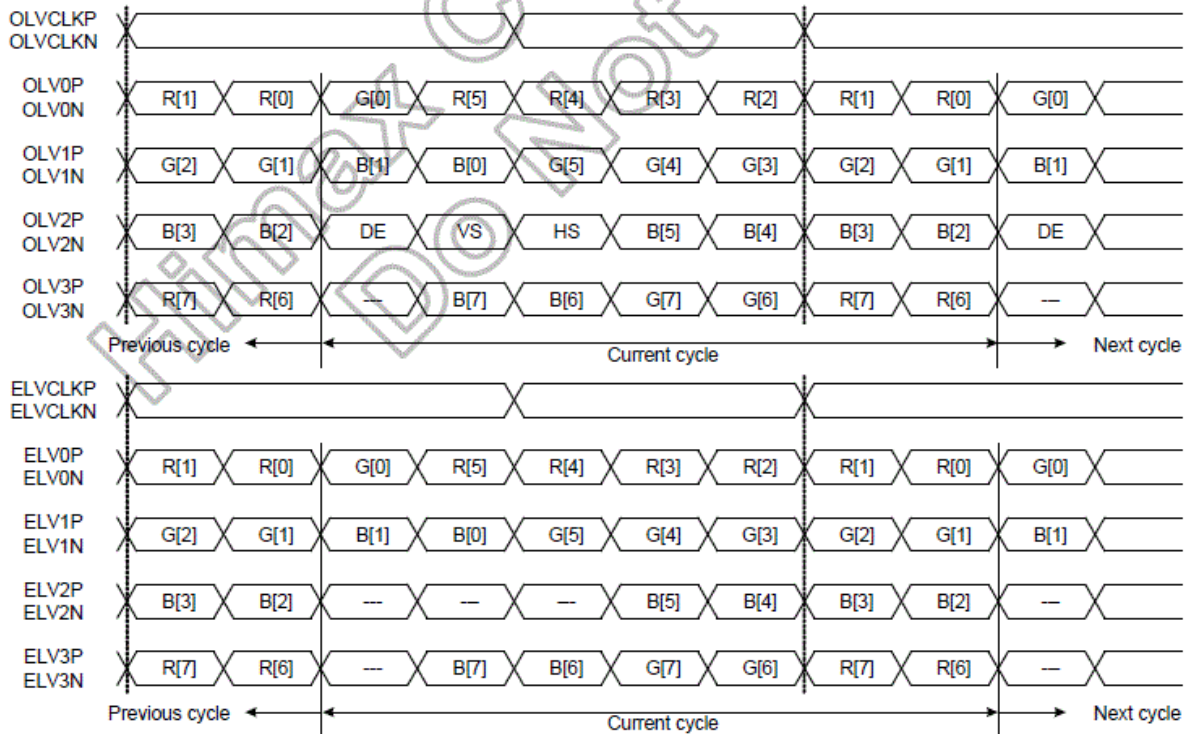 OLVCLKP
OLVCLKN
OLV0P
OLV0N
R[1] R[0] G[0] R[5] R[4] R[3] R[2] R[1] R[0] G[0]
OLV1P
OLV1N
G[2] G[1] B[1] B[0] G[5] G[4] G[3] G[2] G[1] B[1]
OLV2P
OLV2N
B[3] B[2] DE VS HS B[5] B[4] B[3] B[2] DE
OLV3P
OLV3N
R[7] R[6] --- B[7] B[6] G[7] G[6] R[7] R[6] ---
Previous cycle Current cycle Next cycle
ELVCLKP
ELVCLKN
ELV0P
ELV0N
R[1] R[0] G[0] R[5] R[4] R[3] R[2] R[1] R[0] G[0]
ELV1P
ELV1N
G[2] G[1] B[1] B[0] G[5] G[4] G[3] G[2] G[1] B[1]
ELV2P
ELV2N
B[3] B[2] --- --- --- B[5] B[4] B[3] B[2] ---
ELV3P
ELV3N
R[7] R[6] --- B[7] B[6] G[7] G[6] R[7] R[6] ---
Previous cycle Current cycle Next cycle
Himax
Do Not